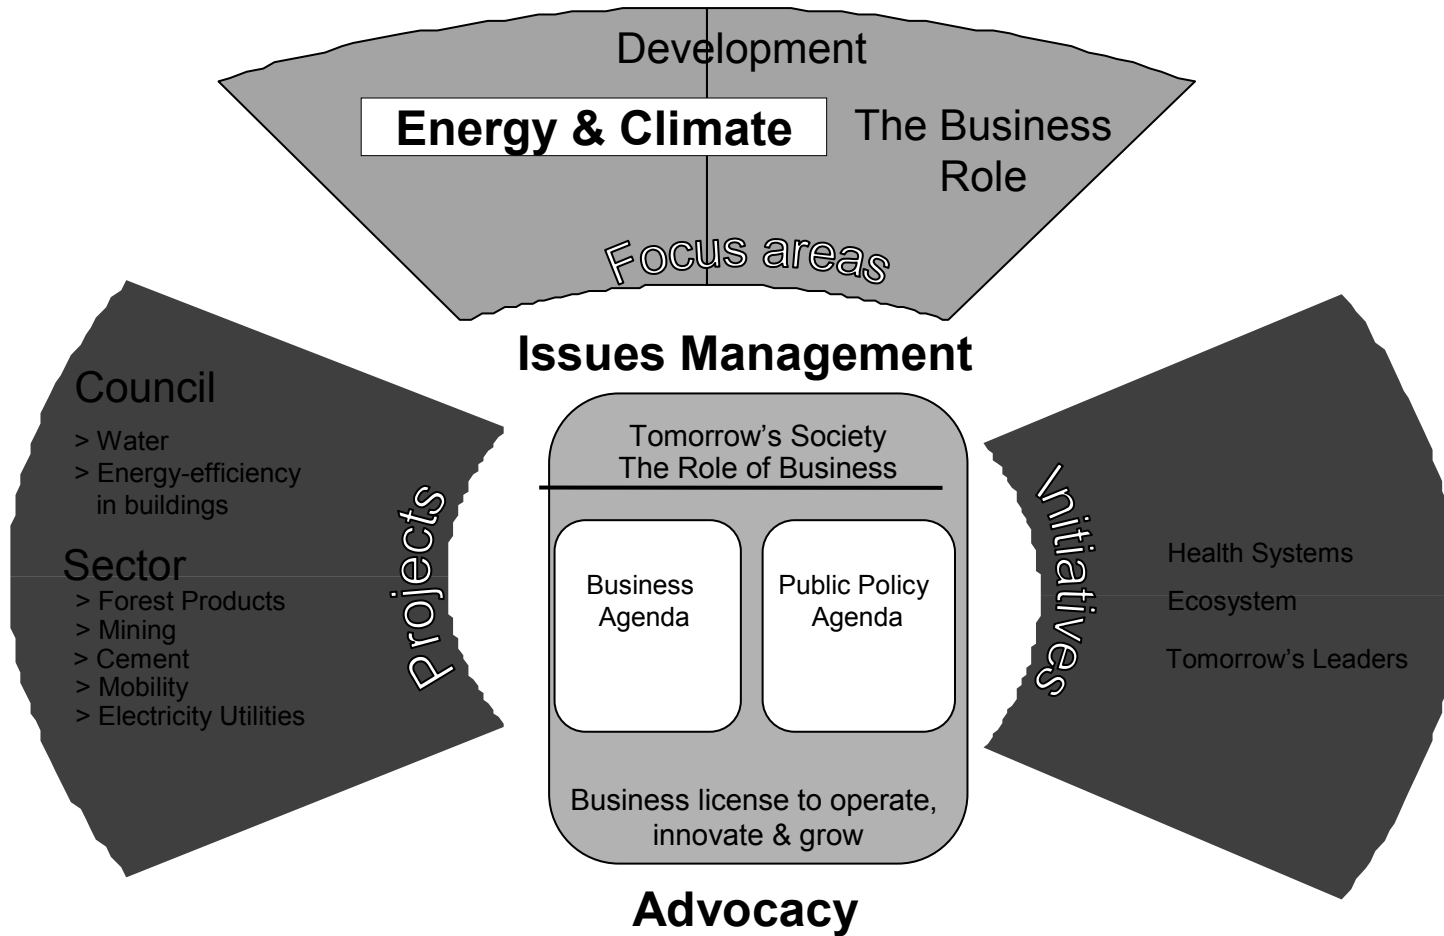 Development
Energy & Climate
The Business
Role
Focus areas
Issues Management
Council
> Water
> Energy-efficiency
in buildings
Sector
> Forest Products
> Mining
> Cement
> Mobility
> Electricity Utilities
Projects
Tomorrow's Society
The Role of Business
Business
Agenda
Public Policy
Agenda
Business license to operate,
innovate & grow
Initiatives
Health Systems
Ecosystem
Tomorrow's Leaders
Advocacy